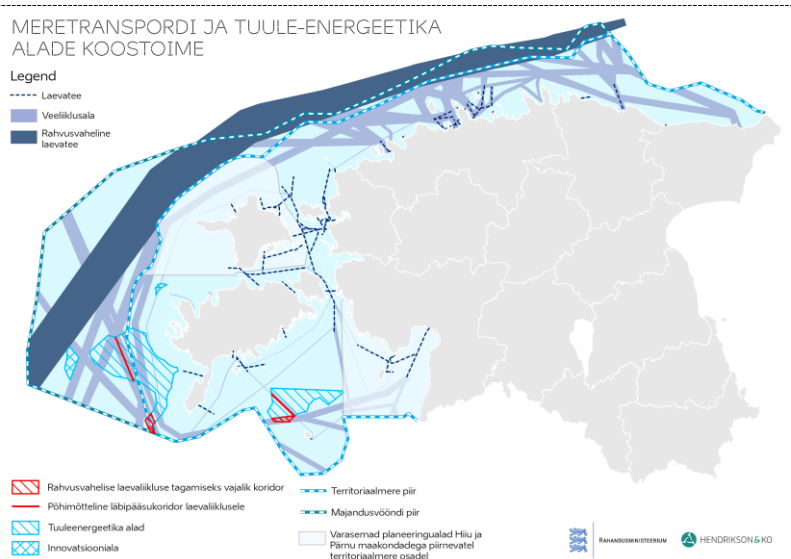 MERETRANSPORDI JA TUULE-ENERGEETIKA
ALADE KOOSTOIME
Legend
Laevatee
Veeliiklusala
Rahvusvaheline
laevatee
Rahvusvahelise laevaliikluse tagamiseks vajalik koridor
Põhimõtteline läbipääsukoridor laevaliiklusele
Tuuleenergeetika alad
Innovatsiooniala
Territoriaalmere piir
Majandusvööndi piir
Varasemad planeeringualad Hiiu ja
Pärnu maakondadega piirnevatel
territoriaalmere osadel
RAHANDUSMINISTEERIUM
HENDRIKSON & KO